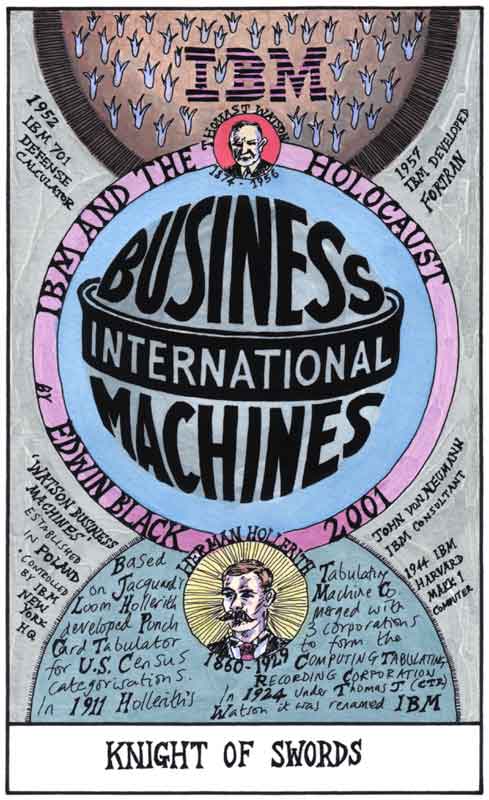 IBM
THOMAS T WATSON
1874 - 1956
1952
IBM 701
DEFENSE
CALCULATOR
1957
IBM DEVELOPED
FORTRAN
IBM AND THE HOLOCAUST
BY EDWIN BLACK 2001
BUSINESS
INTERNATIONAL
MACHINES
'WATSON BUSINESS
MACHINES'
ESTABLISHED
IN POLAND
• CONTROLLED
BY IBM
NEW
YORK
HQ
JOHN VON NEUMANN
IBM CONSULTANT
1944 IBM
HARVARD
MARK I
COMPUTER
HERMAN HOLLERITH
1860-1929
Based
on Jacquard
Loom Hollerith
developed Punch
Card Tabulator
for U.S. Census
categorisations.
In 1911 Hollerith's
Tabulating
Machine Co
merged with
3 corporations
to form the
COMPUTING TABULATING
RECORDING CORPORATION
In 1924 under Thomas J (CTR)
Watson it was renamed IBM
KNIGHT OF SWORDS